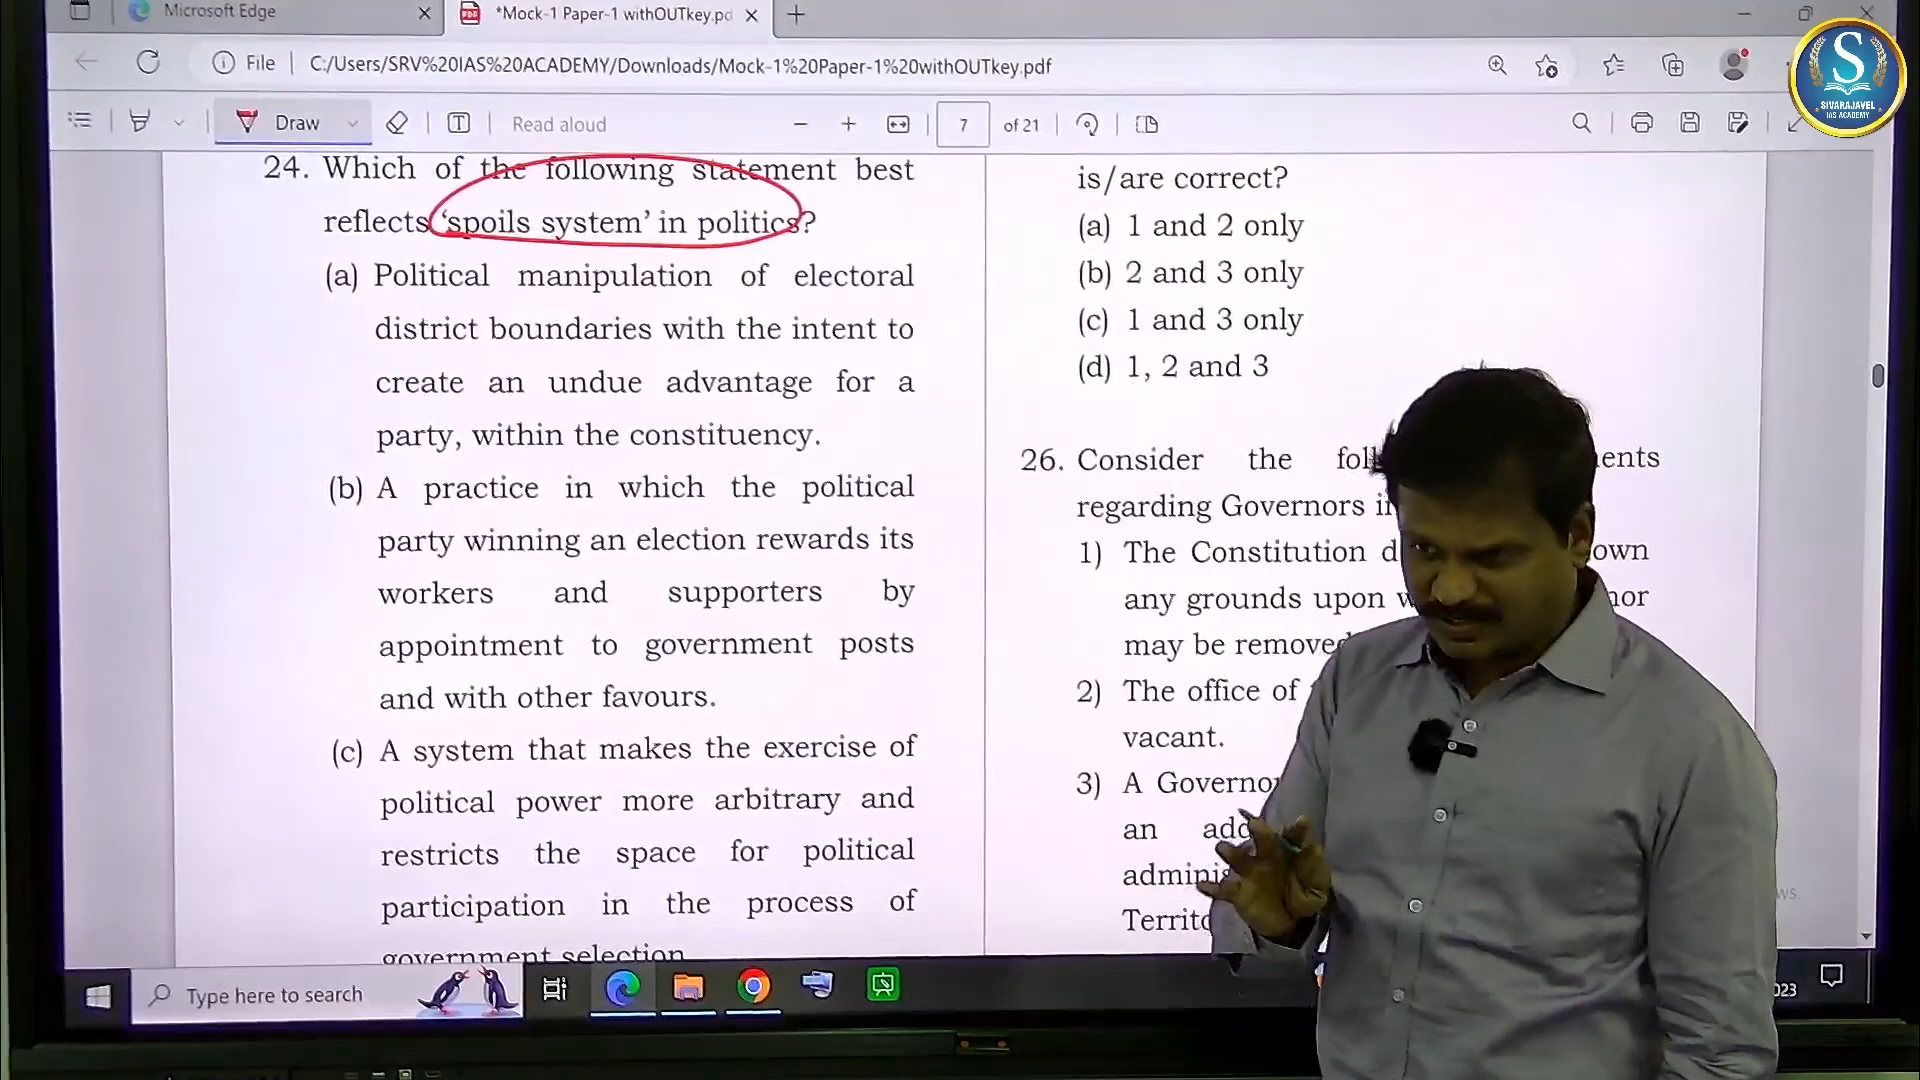 Microsoft Edge
*Mock-1 Paper-1 withOUTkey.pd
File
C:/Users/SRV%20IAS%20ACADEMY/Downloads/Mock-1%20Paper-1%20withOUTkey.pdf
Draw
Read aloud
7
of 21
S
SIVARAJAVEL
IAS ACADEMY
24. Which of the following statement best
reflects 'spoils system' in politics?
(a) Political manipulation of electoral
district boundaries with the intent to
create an undue advantage for a
party, within the constituency.
(b) A practice in which the political
party winning an election rewards its
workers and supporters by
appointment to government posts
and with other favours.
(c) A system that makes the exercise of
political power more arbitrary and
restricts the space for political
participation in the process of
government selection
is/are correct?
(a) 1 and 2 only
(b) 2 and 3 only
(c) 1 and 3 only
(d) 1, 2 and 3
26. Consider the
regarding Governors
1) The Constitution
any grounds upon
may be removed
2) The office of
vacant.
3) A
an
Type here to search